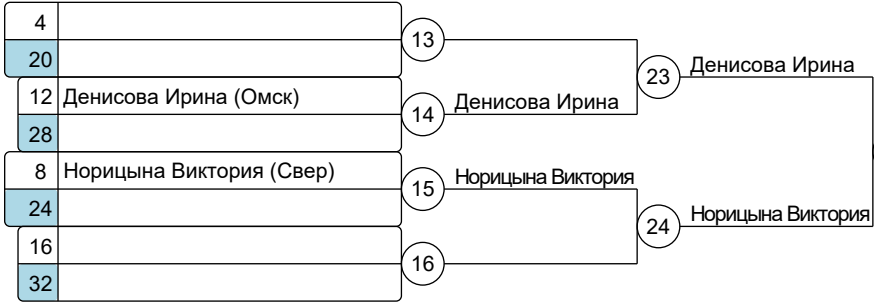 4
13
20
23 Денисова Ирина
12 Денисова Ирина (Омск)
14 Денисова Ирина
28
8 Норицына Виктория (Свер)
15 Норицына Виктория
24
24 Норицына Виктория
16
16
32